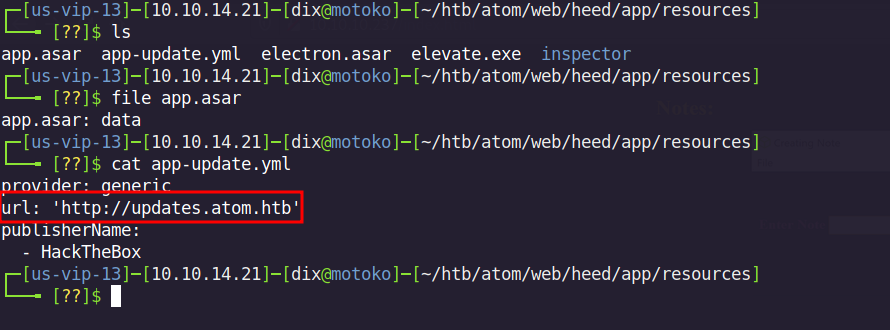 ┌─[us-vip-13]─[10.10.14.21]─[dix@motoko]─[~/htb/atom/web/heed/app/resources]
└──╼ [??]$ ls
app.asar  app-update.yml  electron.asar  elevate.exe  inspector
┌─[us-vip-13]─[10.10.14.21]─[dix@motoko]─[~/htb/atom/web/heed/app/resources]
└──╼ [??]$ file app.asar
app.asar: data
┌─[us-vip-13]─[10.10.14.21]─[dix@motoko]─[~/htb/atom/web/heed/app/resources]
└──╼ [??]$ cat app-update.yml
provider: generic
url: 'http://updates.atom.htb'
publisherName:
  - HackTheBox
┌─[us-vip-13]─[10.10.14.21]─[dix@motoko]─[~/htb/atom/web/heed/app/resources]
└──╼ [??]$
Notes: